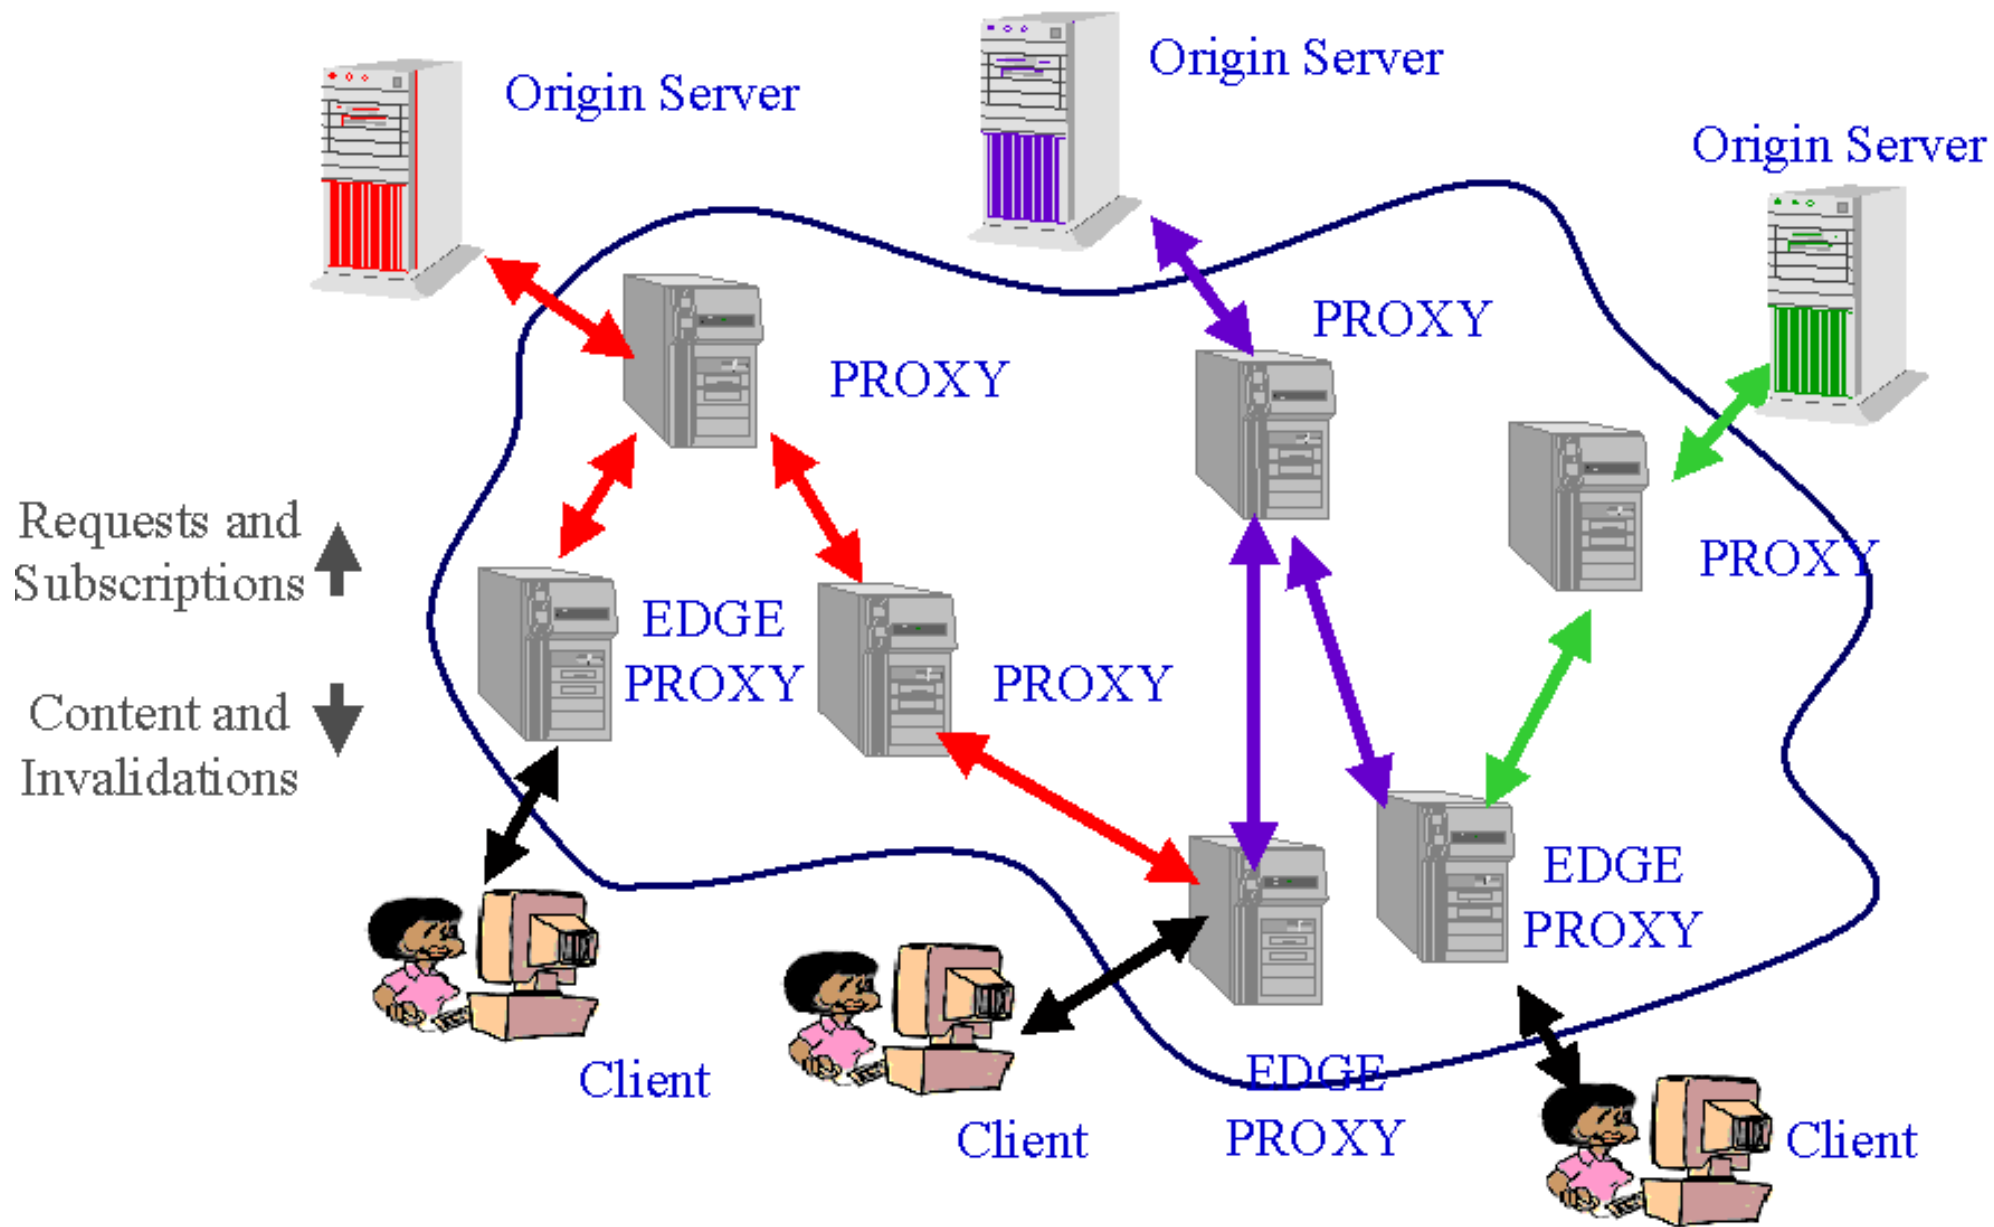 Origin Server
Origin Server
Origin Server
PROXY
PROXY
PROXY
Requests and
Subscriptions
EDGE
PROXY
PROXY
Content and
Invalidations
EDGE
PROXY
EDGE
PROXY
Client
Client
Client